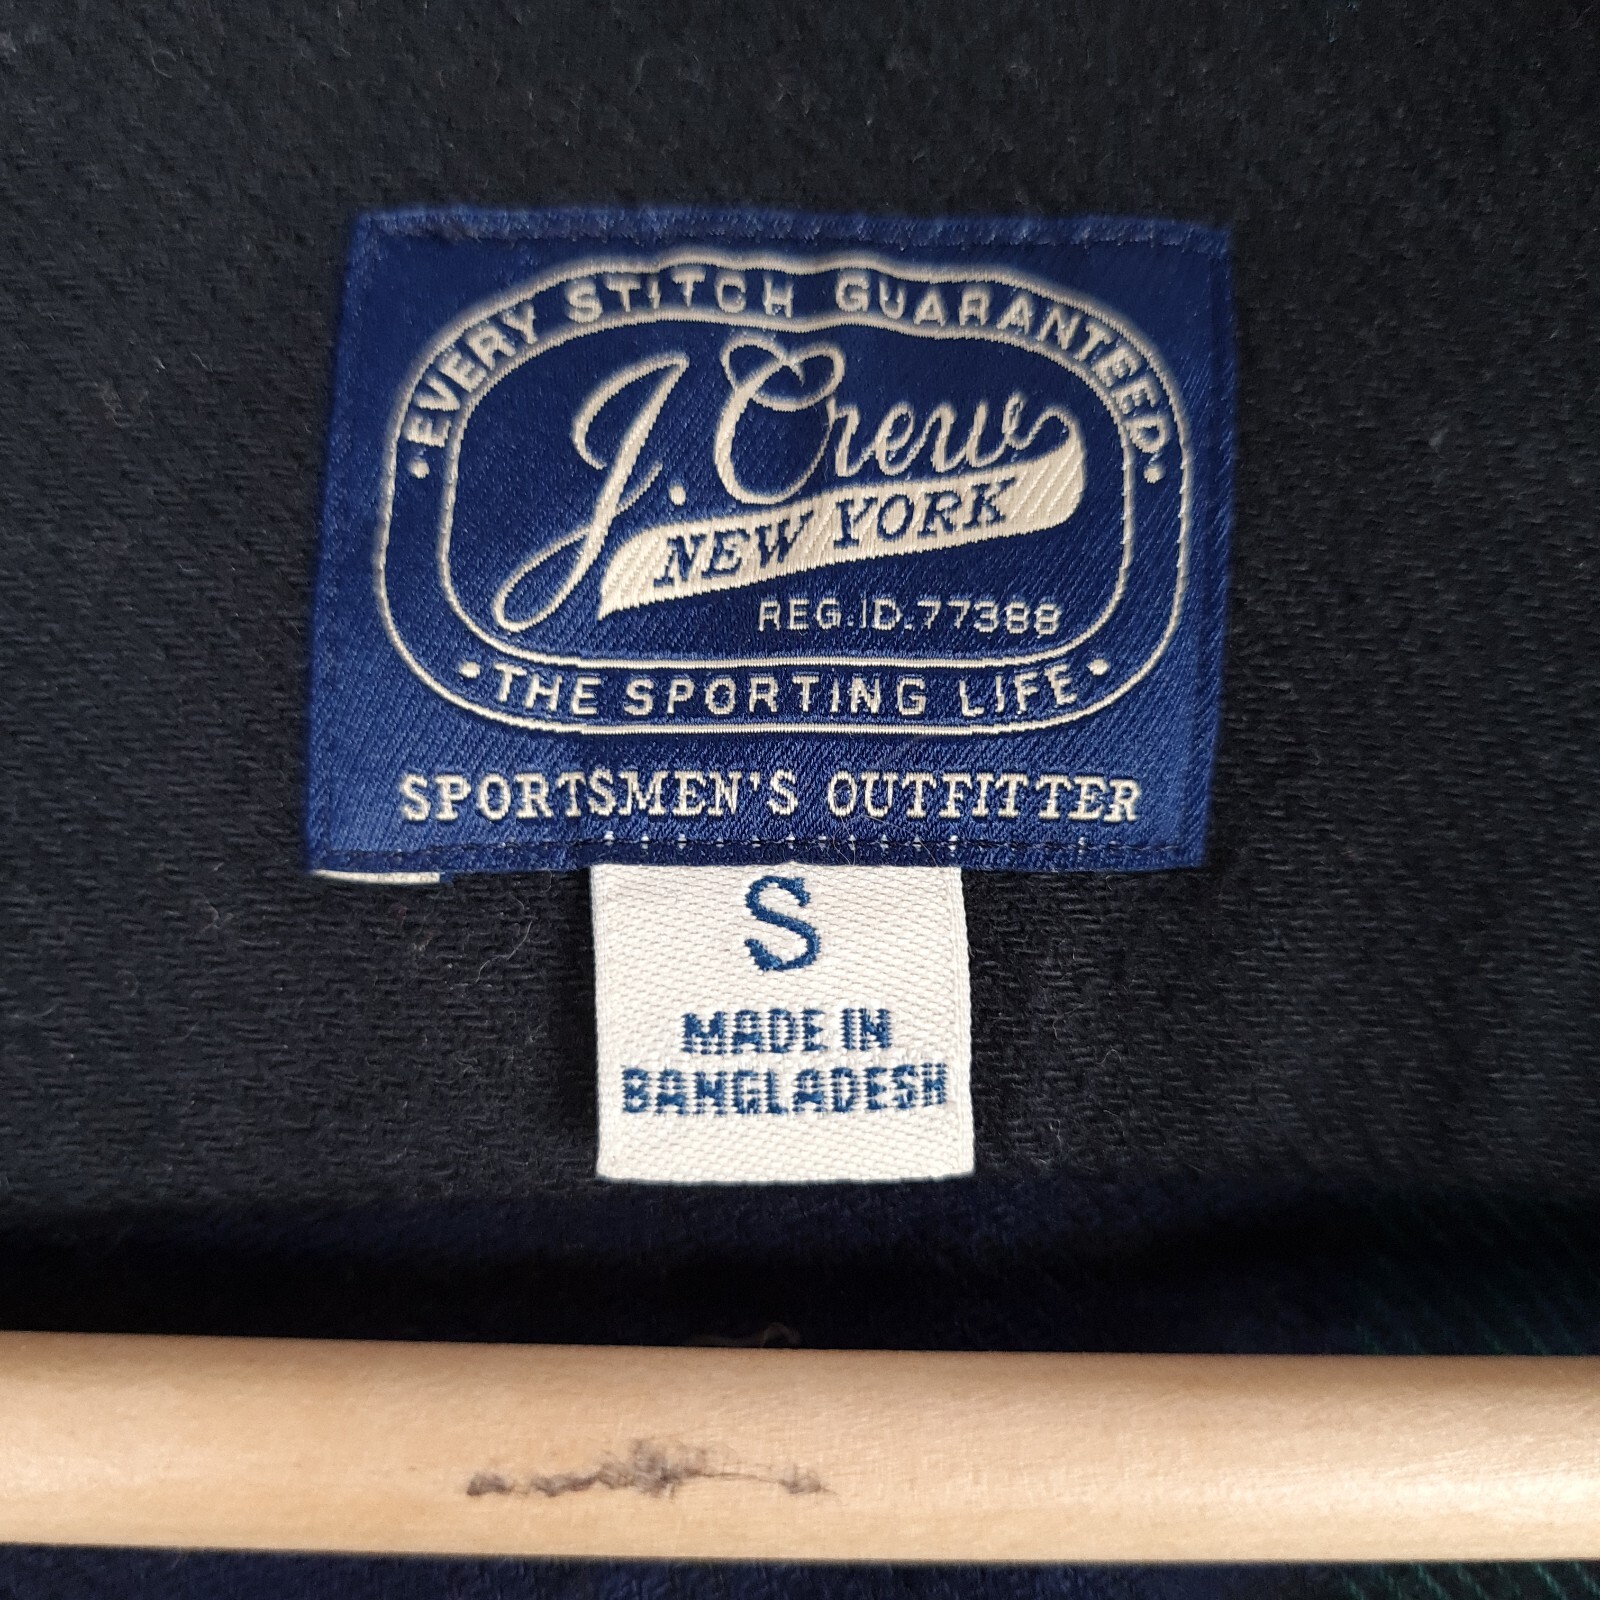 • EVERY STITCH GUARANTEED •
J. Crew
NEW YORK
REG. ID. 77388
• THE SPORTING LIFE •
SPORTSMEN'S OUTFITTER
S
MADE IN
BANGLADESH